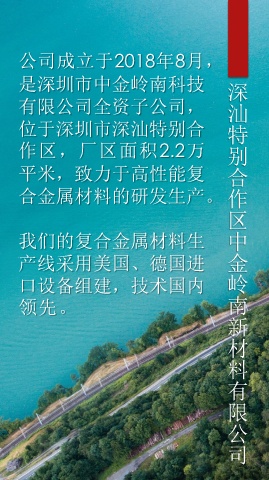 公司成立于2018年8月，
是深圳市中金岭南科技
有限公司全资子公司，
位于深圳市深汕特别合
作区，厂区面积2.2万
平米，致力于高性能复
合金属材料的研发生产。
我们的复合金属材料生
产线采用美国、德国进
口设备组建，技术国内
领先。
深汕特别合作区中金岭南新材料有限公司